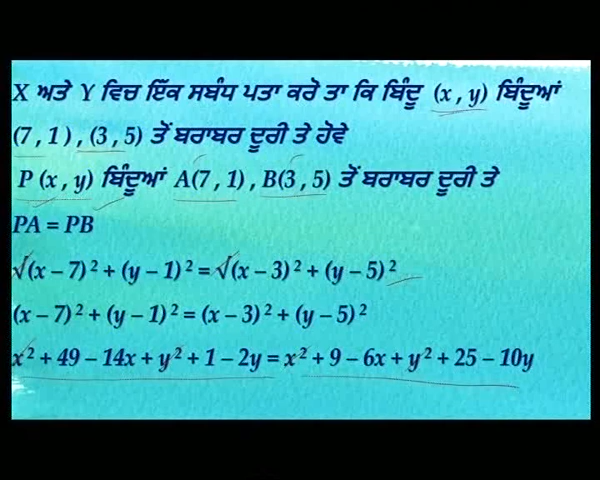 X ਅਤੇ Y ਵਿਚ ਇੱਕ ਸਬੰਧ ਪਤਾ ਕਰੋ ਤਾ ਕਿ ਬਿੰਦੂ (x , y) ਬਿੰਦੂਆਂ
(7 , 1) , (3 , 5) ਤੋਂ ਬਰਾਬਰ ਦੂਰੀ ਤੇ ਹੋਵੇ
P (x , y) ਬਿੰਦੂਆਂ A(7 , 1) , B(3 , 5) ਤੋਂ ਬਰਾਬਰ ਦੂਰੀ ਤੇ
PA = PB
√(x – 7)² + (y – 1)² = √(x – 3)² + (y – 5)²
(x – 7)² + (y – 1)² = (x – 3)² + (y – 5)²
x² + 49 – 14x + y² + 1 – 2y = x² + 9 – 6x + y² + 25 – 10y